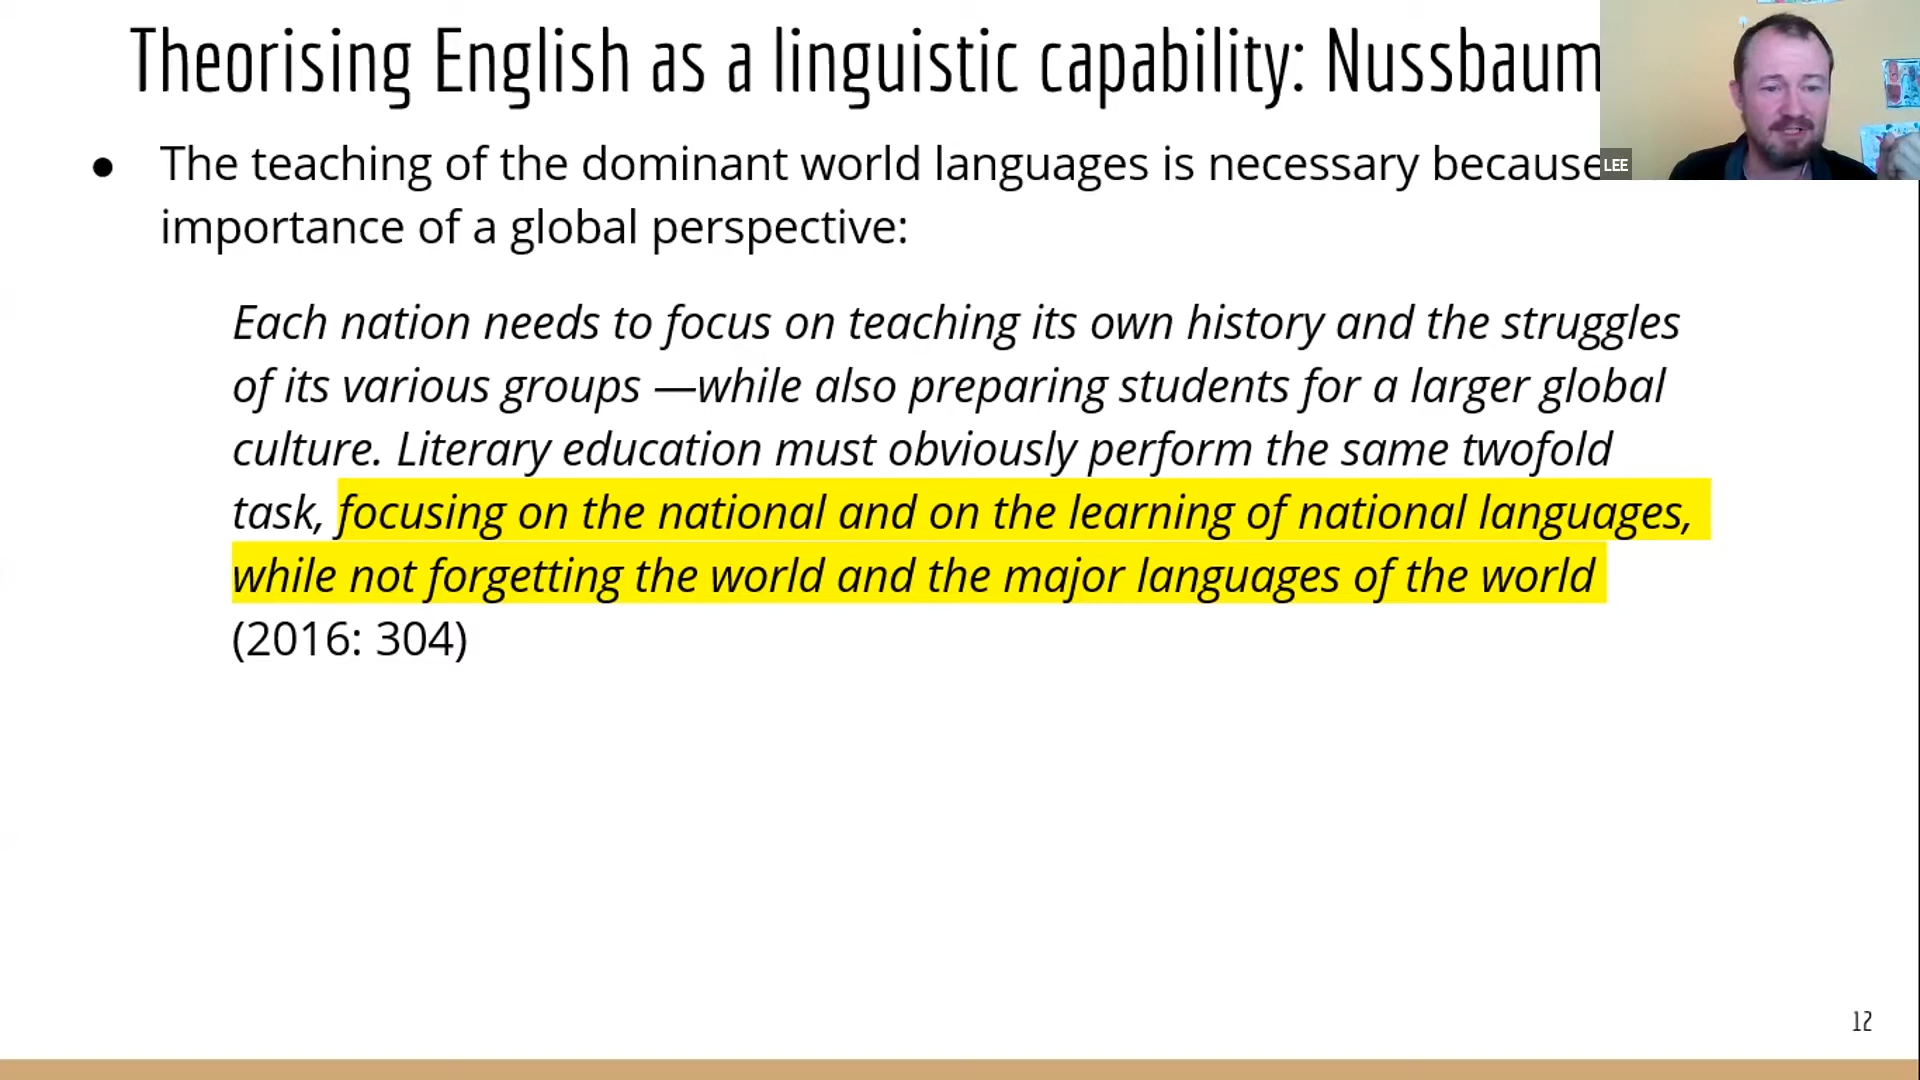 Theorising English as a linguistic capability: Nussbaum
● The teaching of the dominant world languages is necessary because
importance of a global perspective:
Each nation needs to focus on teaching its own history and the struggles
of its various groups —while also preparing students for a larger global
culture. Literary education must obviously perform the same twofold
task, focusing on the national and on the learning of national languages,
while not forgetting the world and the major languages of the world
(2016: 304)
LEE
12